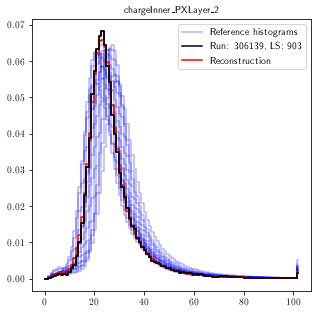 chargeInner_PXLayer_2
Reference histograms
Run: 306139, LS: 903
Reconstruction
0.07
0.06
0.05
0.04
0.03
0.02
0.01
0.00
0 20 40 60 80 100